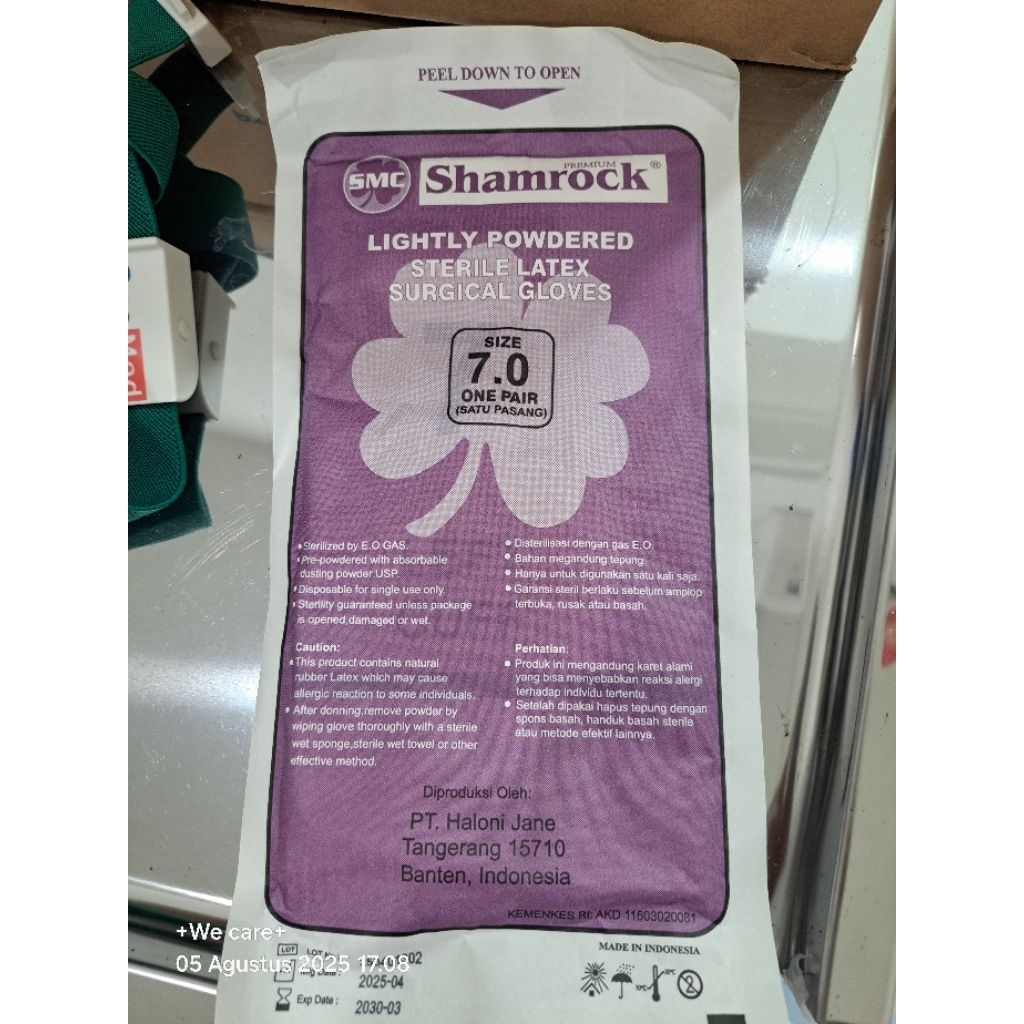 PEEL DOWN TO OPEN
SMC
PREMIUM
Shamrock®
LIGHTLY POWDERED
STERILE LATEX
SURGICAL GLOVES
SIZE
7.0
ONE PAIR
(SATU PASANG)
•Sterilized by E.O GAS
•Pre-powdered with absorbable
dusting powder USP
•Disposable for single use only.
•Sterility guaranteed unless package
is opened,damaged or wet.
Caution:
•This product contains natural
rubber Latex which may cause
allergic reaction to some individuals.
•After donning,remove powder by
wiping glove thoroughly with a sterile
wet sponge,sterile wet towel or other
effective method.
•Disterilisasi dengan gas E.O.
•Bahan megandung tepung
•Hanya untuk digunakan satu kali saja.
•Garansi steril berlaku sebelum amplop
terbuka, rusak atau basah.
Perhatian:
•Produk ini mengandung karet alami
yang bisa menyebabkan reaksi alergi
terhadap individu tertentu.
•Setelah dipakai hapus tepung dengan
spons basah, handuk basah sterile
atau metode efektif lainnya.
Diproduksi Oleh:
PT. Haloni Jane
Tangerang 15710
Banten, Indonesia
KEMENKES RI: AKD 11603020081
LOT
Mfg Date :
2025-04
Exp Date :
2030-03
MADE IN INDONESIA
Med
+We care+
05 Agustus 2025 17.08